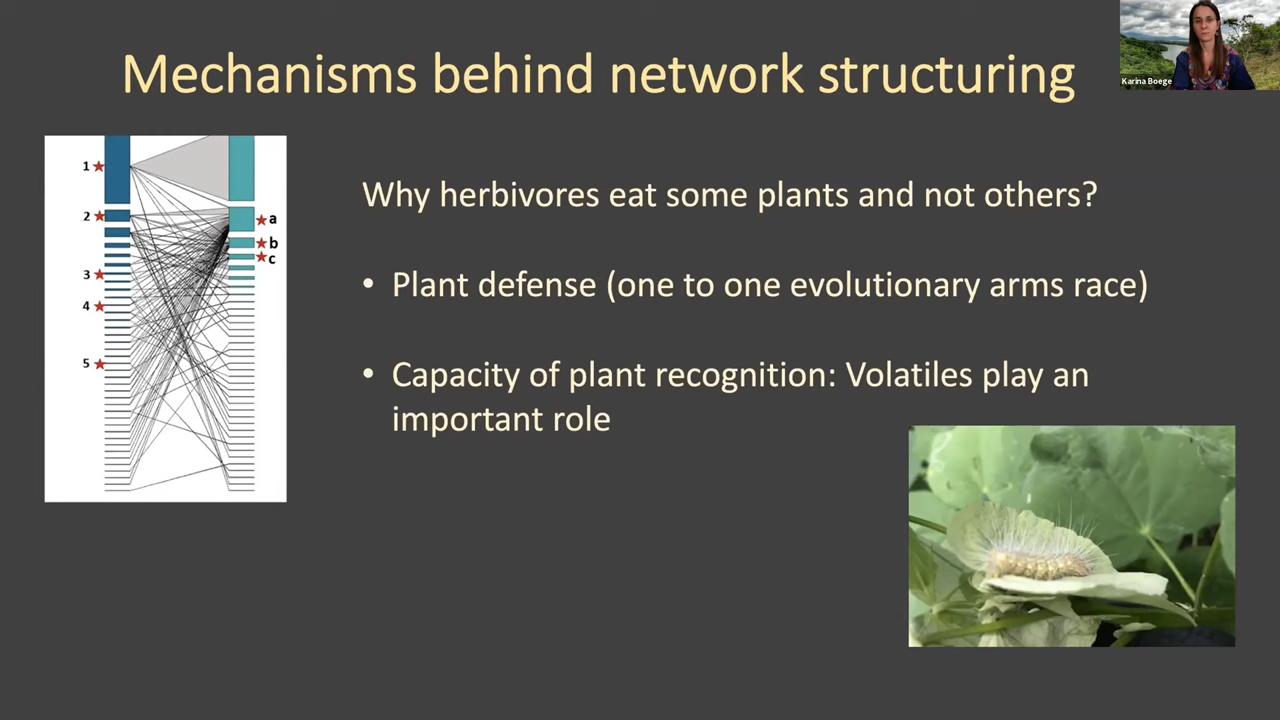 Mechanisms behind network structuring
Karina Boege
1
2
3
4
5
a
b
c
Why herbivores eat some plants and not others?
• Plant defense (one to one evolutionary arms race)
• Capacity of plant recognition: Volatiles play an
important role